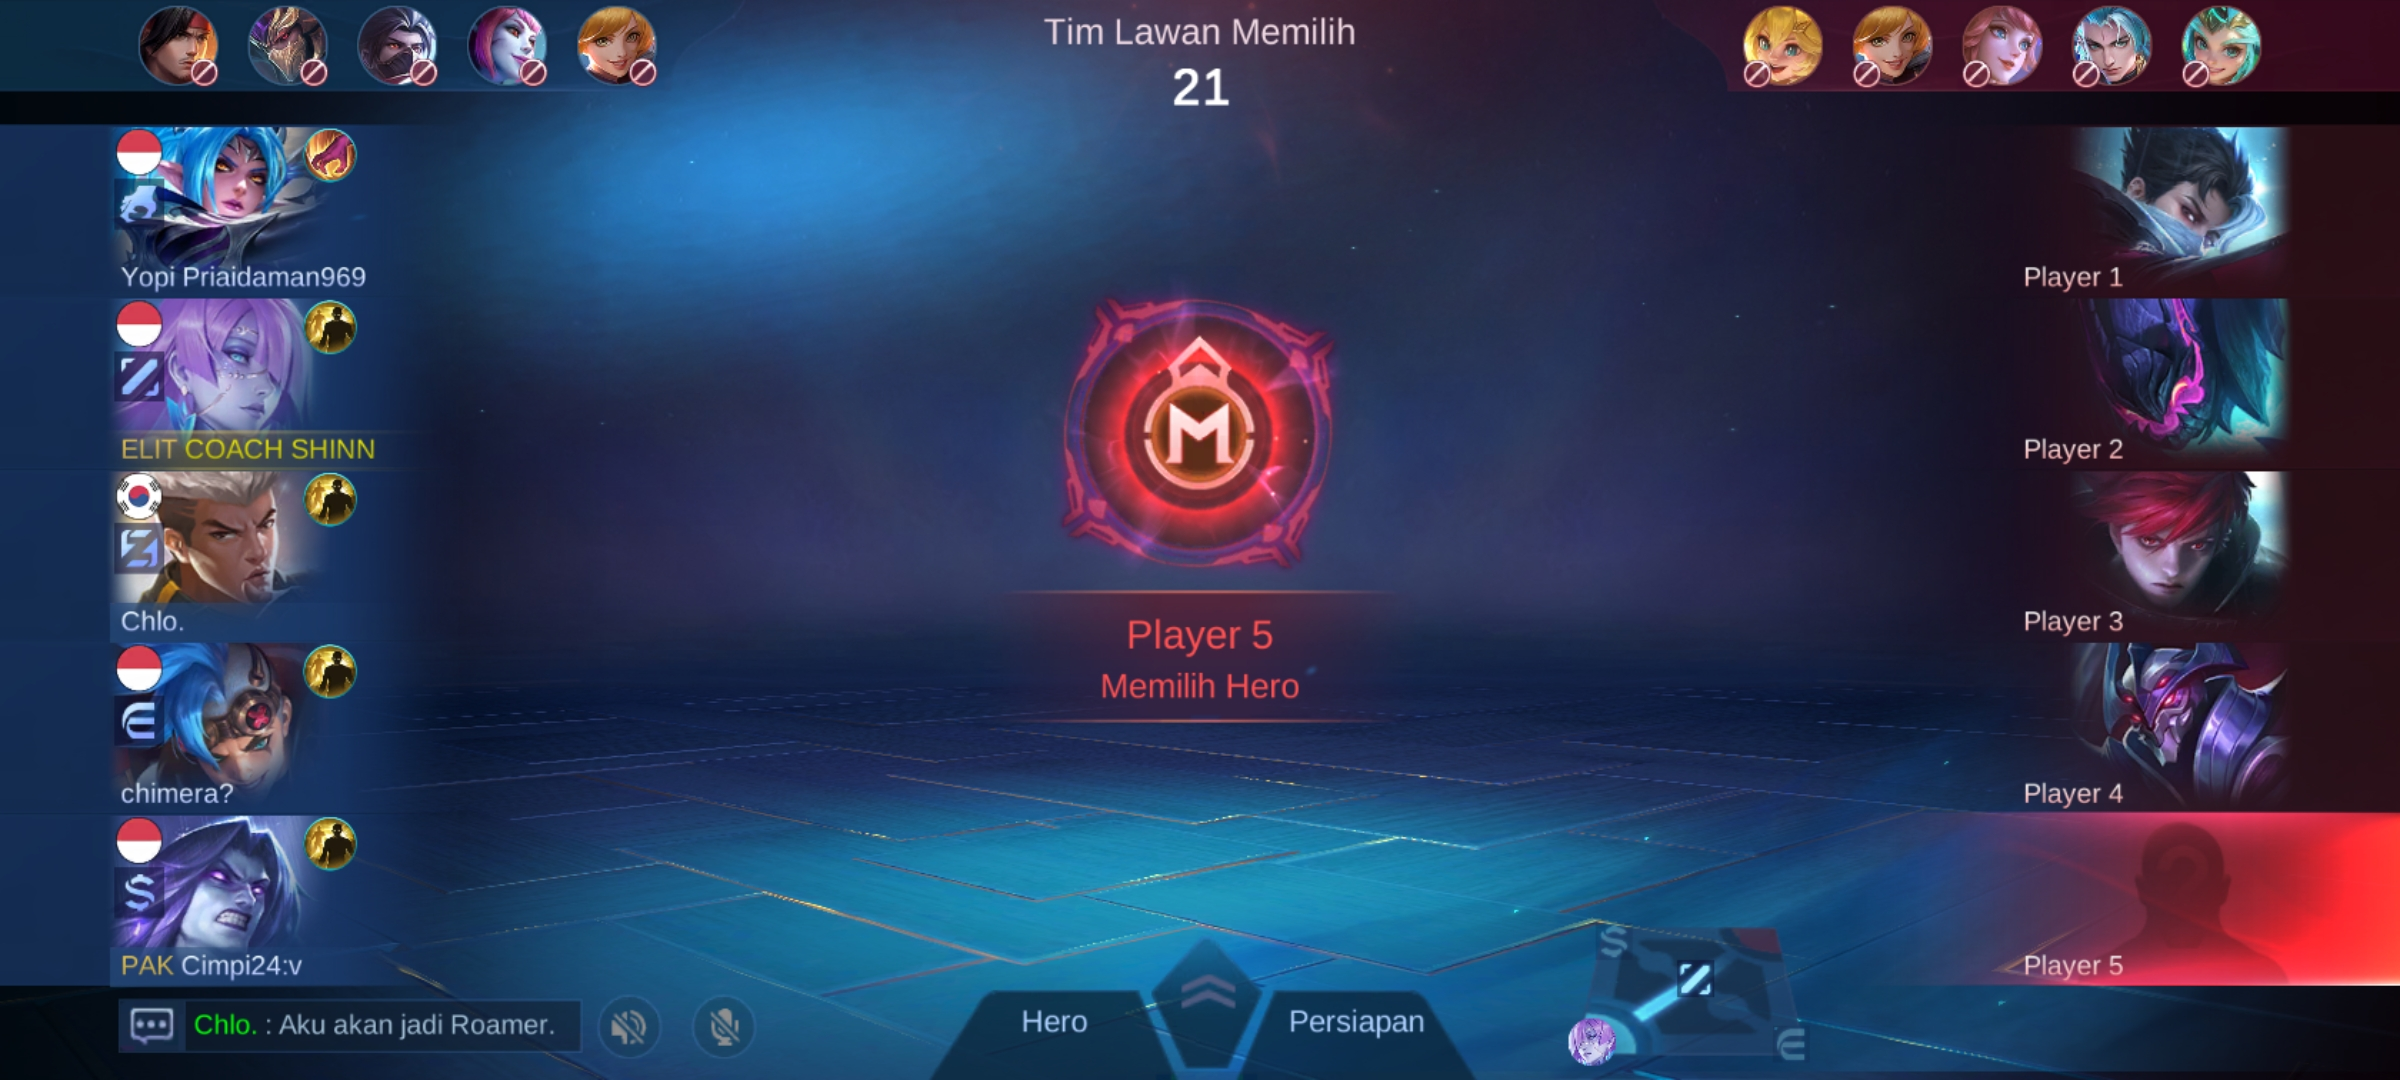 Tim Lawan Memilih
21
Yopi Priaidaman969
ELIT COACH SHINN
Chlo.
chimera?
PAK Cimpi24:v
Player 1
Player 2
Player 3
Player 4
Player 5
Player 5
Memilih Hero
Chlo. : Aku akan jadi Roamer.
Hero
Persiapan